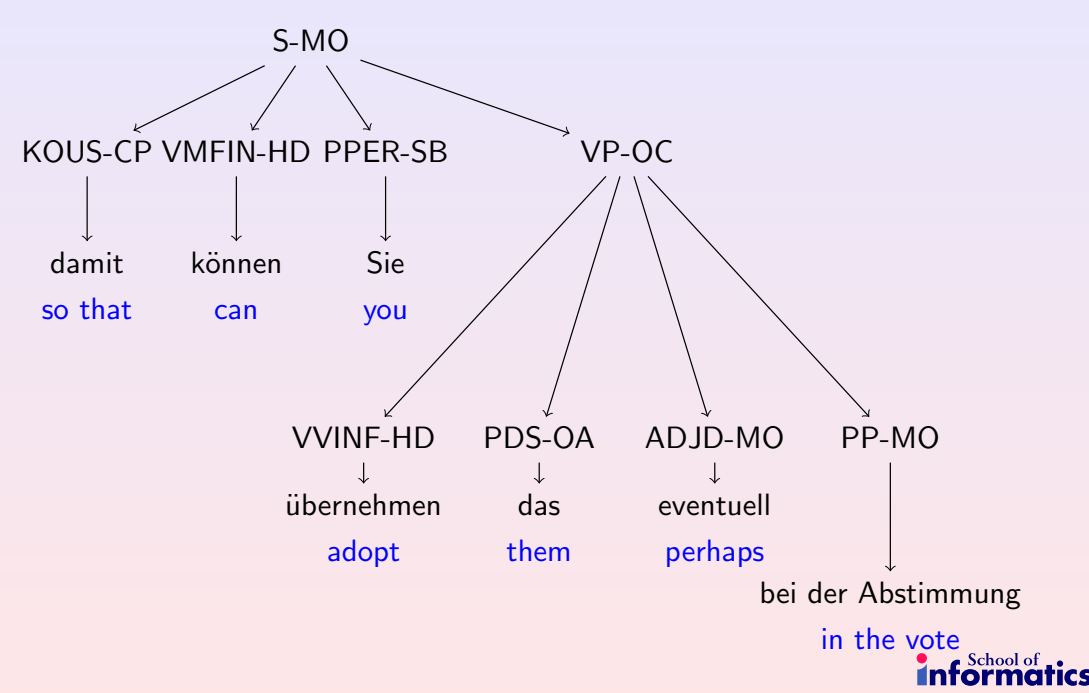 S-MO
KOUS-CP VMFIN-HD PPER-SB VP-OC
damit können Sie
so that can you
VVINF-HD PDS-OA ADJD-MO PP-MO
übernehmen das eventuell
adopt them perhaps
bei der Abstimmung
in the vote
School of
informatics